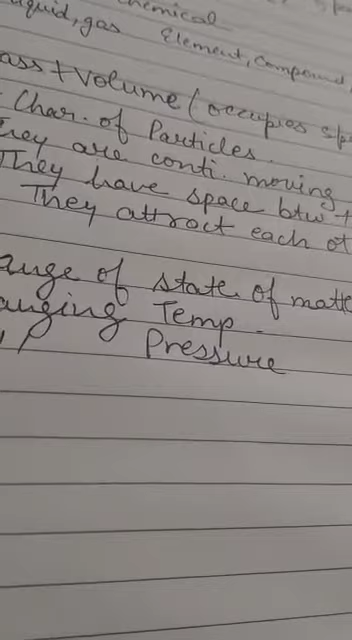 chemical
liquid, gas Element, Compound,
ass + Volume (occupies
Char. of Particles.
They are conti. moving
They have space btw
They attract each ot
ange of state of matte
anging Temp.
Pressure